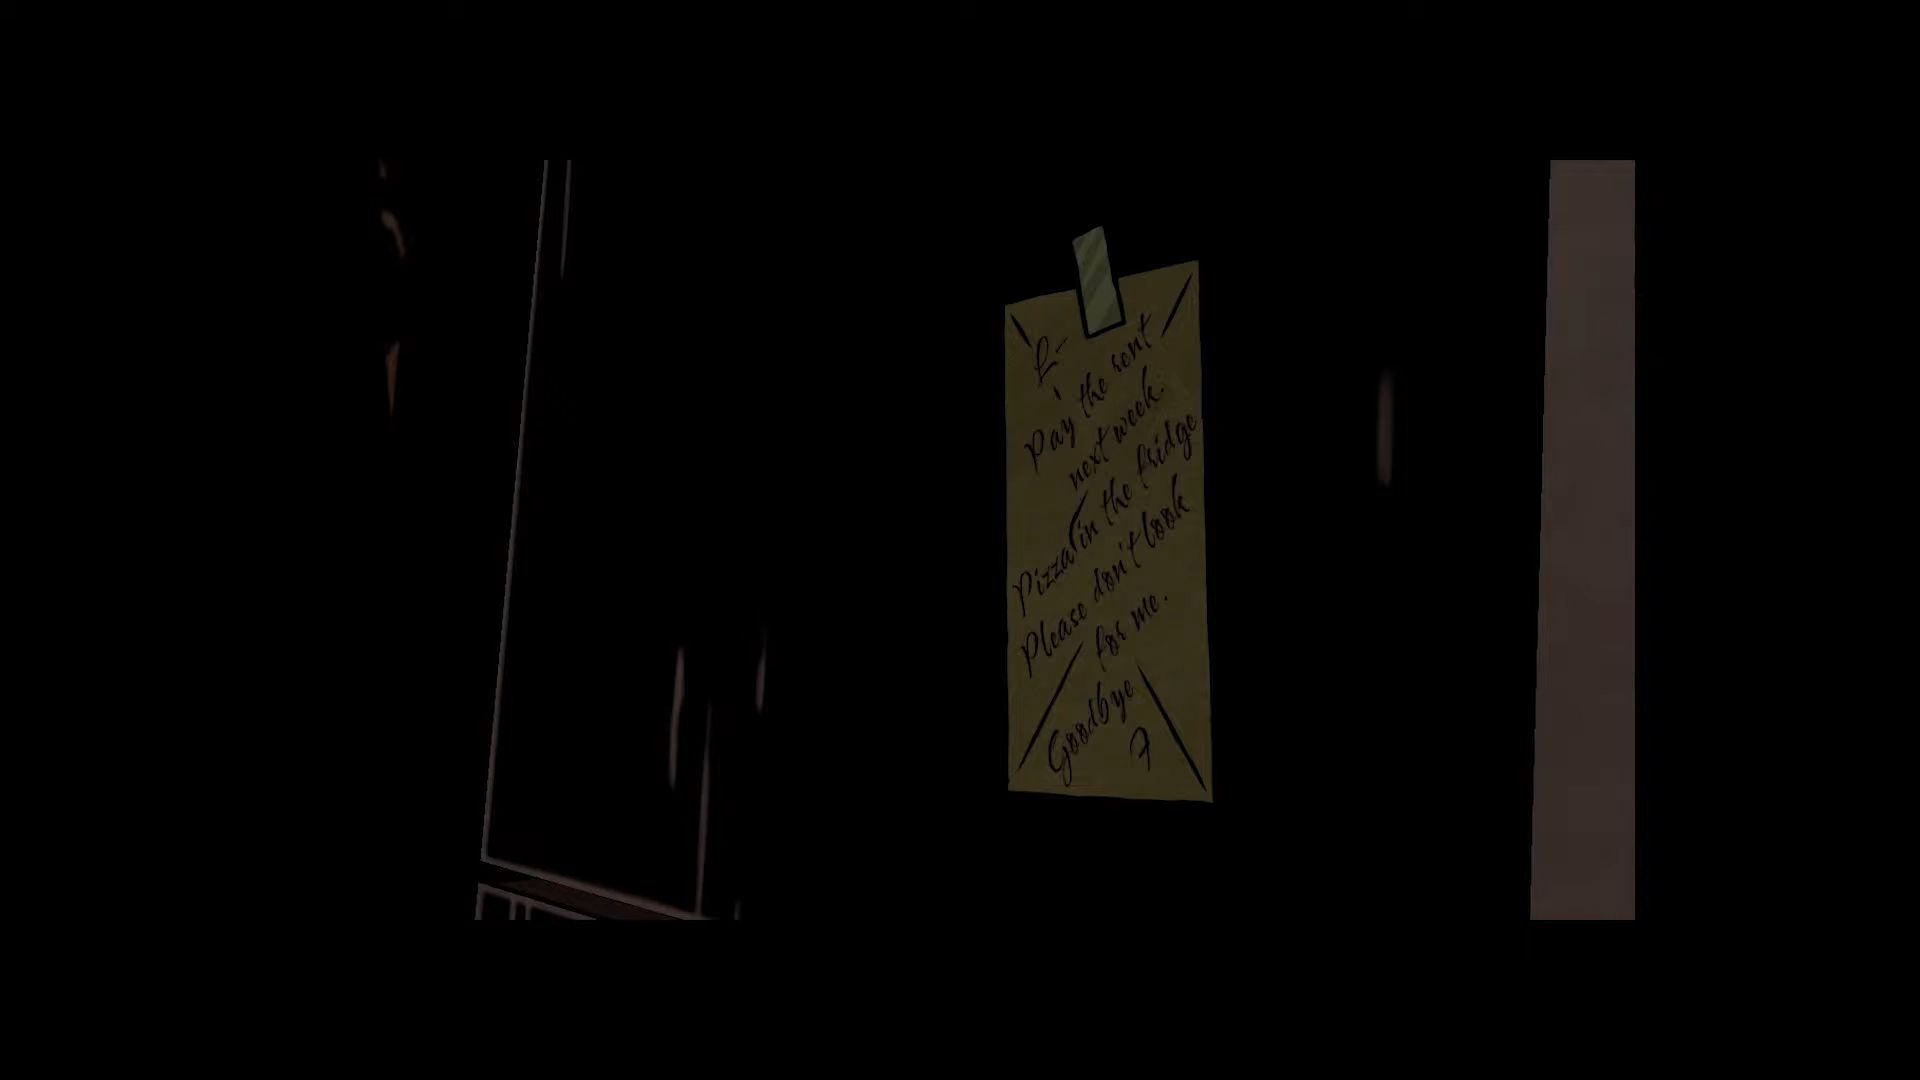 E-
Pay the rent
next week.
Pizza in the fridge
Please don't look
for me.
Goodbye
F